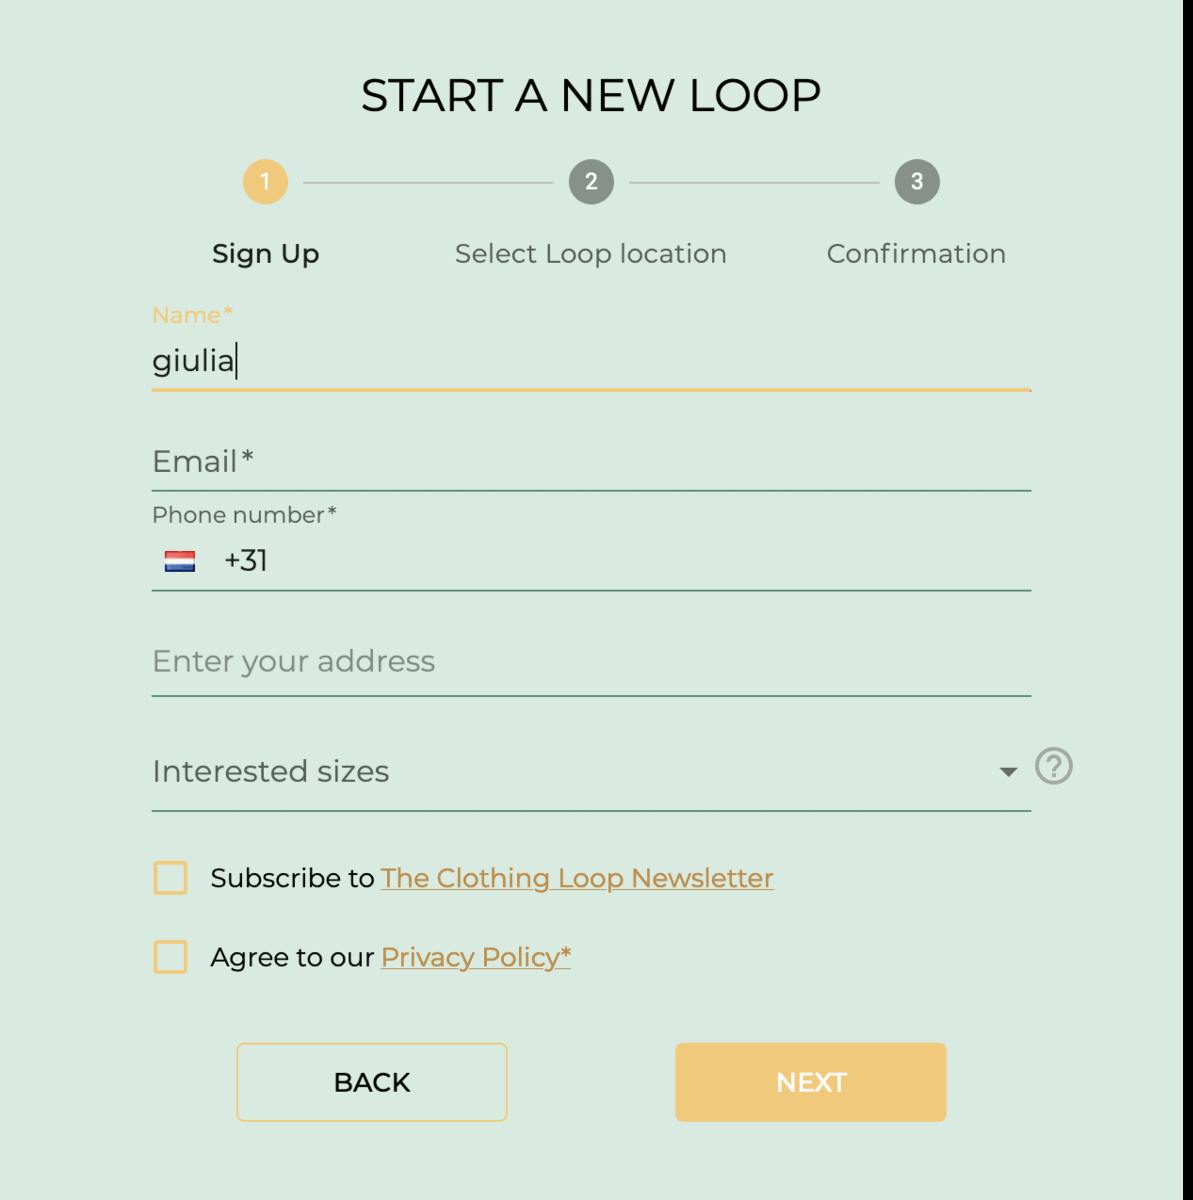 START A NEW LOOP
1 2 3
Sign Up Select Loop location Confirmation
Name*
giulia
Email*
Phone number*
+31
Enter your address
Interested sizes ?
Subscribe to The Clothing Loop Newsletter
Agree to our Privacy Policy*
BACK NEXT